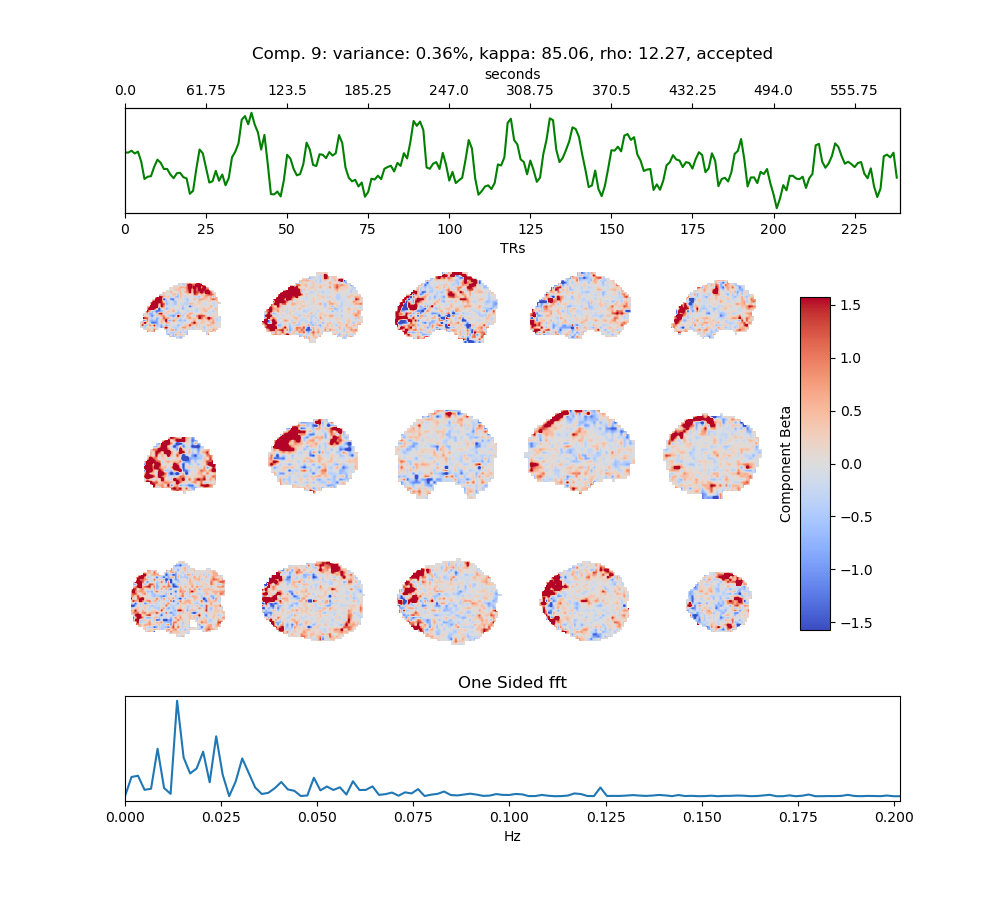 Comp. 9: variance: 0.36%, kappa: 85.06, rho: 12.27, accepted
seconds
0.0 61.75 123.5 185.25 247.0 308.75 370.5 432.25 494.0 555.75
0 25 50 75 100 125 150 175 200 225
TRs
1.5
1.0
0.5
0.0
−0.5
−1.0
−1.5
Component Beta
One Sided fft
0.000 0.025 0.050 0.075 0.100 0.125 0.150 0.175 0.200
Hz